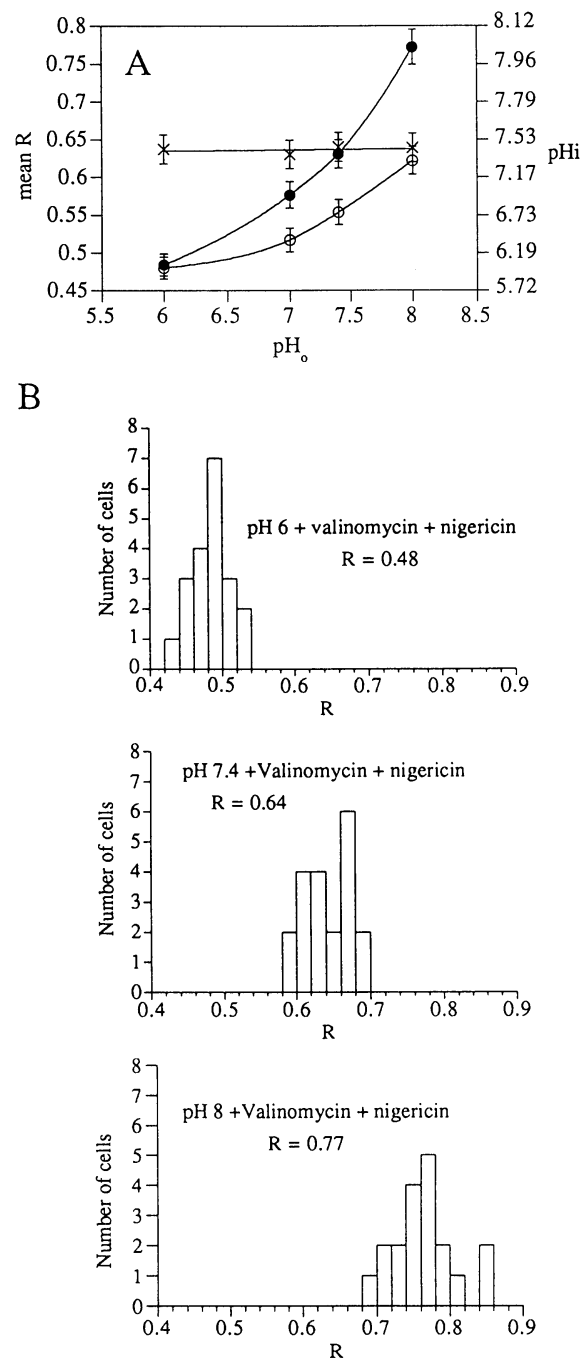 A
mean R
0.8
0.75
0.7
0.65
0.6
0.55
0.5
0.45
8.12
7.96
7.79
7.53
7.17
6.73
6.19
5.72
pHi
5.5 6 6.5 7 7.5 8 8.5
pHo
B
Number of cells
8
7
6
5
4
3
2
1
0
pH 6 + valinomycin + nigericin
R = 0.48
0.4 0.5 0.6 0.7 0.8 0.9
R
Number of cells
8
7
6
5
4
3
2
1
0
pH 7.4 +Valinomycin + nigericin
R = 0.64
0.4 0.5 0.6 0.7 0.8 0.9
R
Number of cells
8
7
6
5
4
3
2
1
0
pH 8 +Valinomycin + nigericin
R = 0.77
0.4 0.5 0.6 0.7 0.8 0.9
R